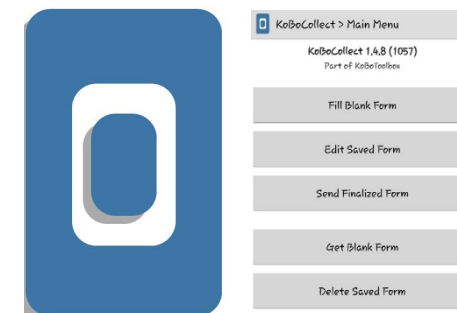 KoBoCollect > Main Menu
KoBoCollect 1.4.8 (1057)
Part of KoBoToolbox
Fill Blank Form
Edit Saved Form
Send Finalized Form
Get Blank Form
Delete Saved Form